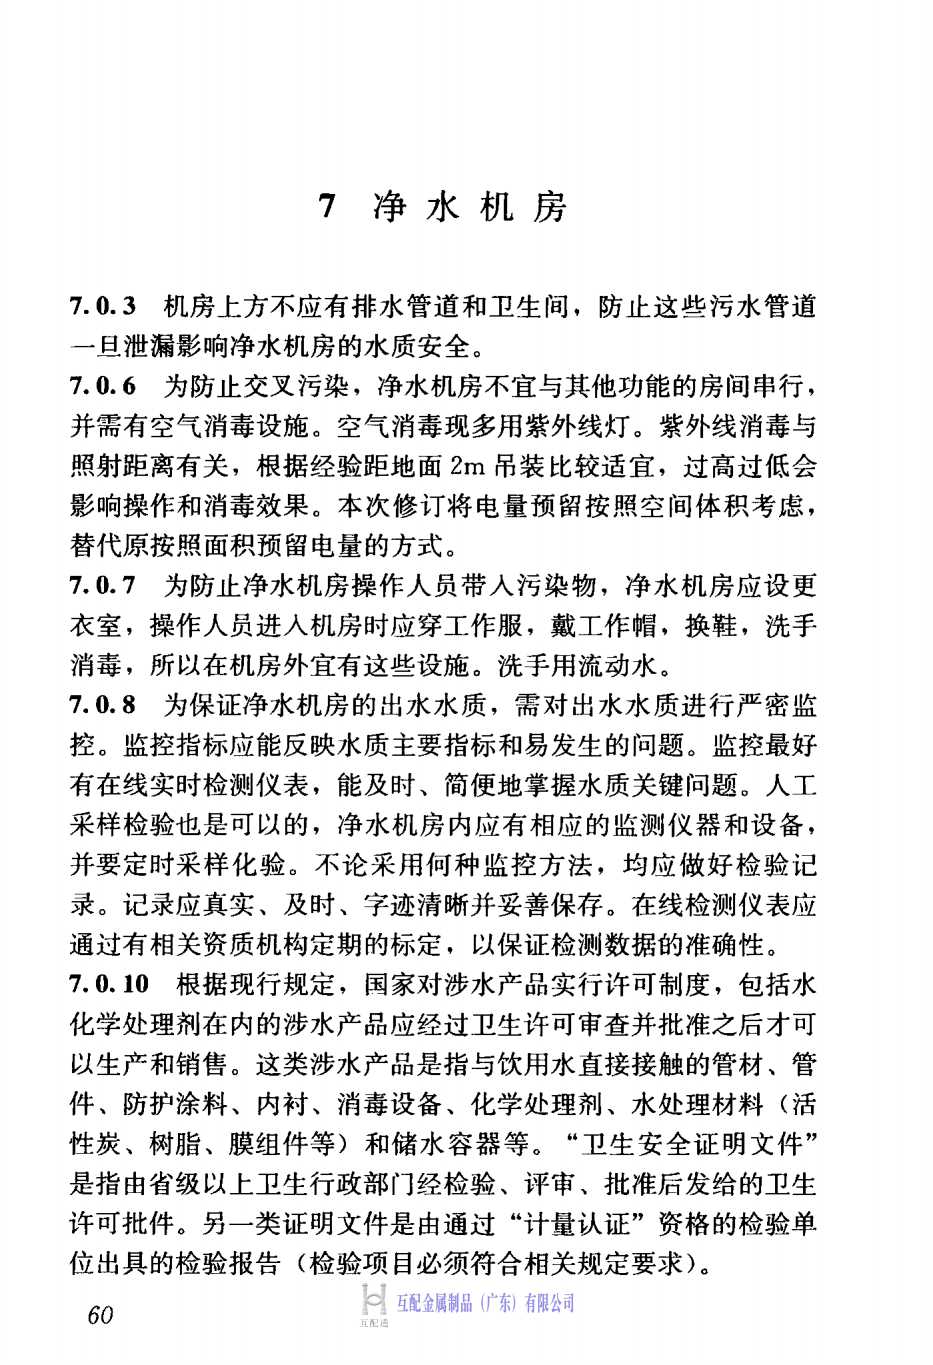 7 净水机房
7.0.3 机房上方不应有排水管道和卫生间，防止这些污水管道
一旦泄漏影响净水机房的水质安全。
7.0.6 为防止交叉污染，净水机房不宜与其他功能的房间串行，
并需有空气消毒设施。空气消毒现多用紫外线灯。紫外线消毒与
照射距离有关，根据经验距地面 2m 吊装比较适宜，过高过低会
影响操作和消毒效果。本次修订将电量预留按照空间体积考虑，
替代原按照面积预留电量的方式。
7.0.7 为防止净水机房操作人员带入污染物，净水机房应设更
衣室，操作人员进入机房时应穿工作服，戴工作帽，换鞋，洗手
消毒，所以在机房外宜有这些设施。洗手用流动水。
7.0.8 为保证净水机房的出水水质，需对出水水质进行严密监
控。监控指标应能反映水质主要指标和易发生的问题。监控最好
有在线实时检测仪表，能及时、简便地掌握水质关键问题。人工
采样检验也是可以的，净水机房内应有相应的监测仪器和设备，
并要定时采样化验。不论采用何种监控方法，均应做好检验记
录。记录应真实、及时、字迹清晰并妥善保存。在线检测仪表应
通过有相关资质机构定期的标定，以保证检测数据的准确性。
7.0.10 根据现行规定，国家对涉水产品实行许可制度，包括水
化学处理剂在内的涉水产品应经过卫生许可审查并批准之后才可
以生产和销售。这类涉水产品是指与饮用水直接接触的管材、管
件、防护涂料、内衬、消毒设备、化学处理剂、水处理材料（活
性炭、树脂、膜组件等）和储水容器等。“卫生安全证明文件”
是指由省级以上卫生行政部门经检验、评审、批准后发给的卫生
许可批件。另一类证明文件是由通过“计量认证”资格的检验单
位出具的检验报告（检验项目必须符合相关规定要求）。
互配通
互配金属制品（广东）有限公司
60